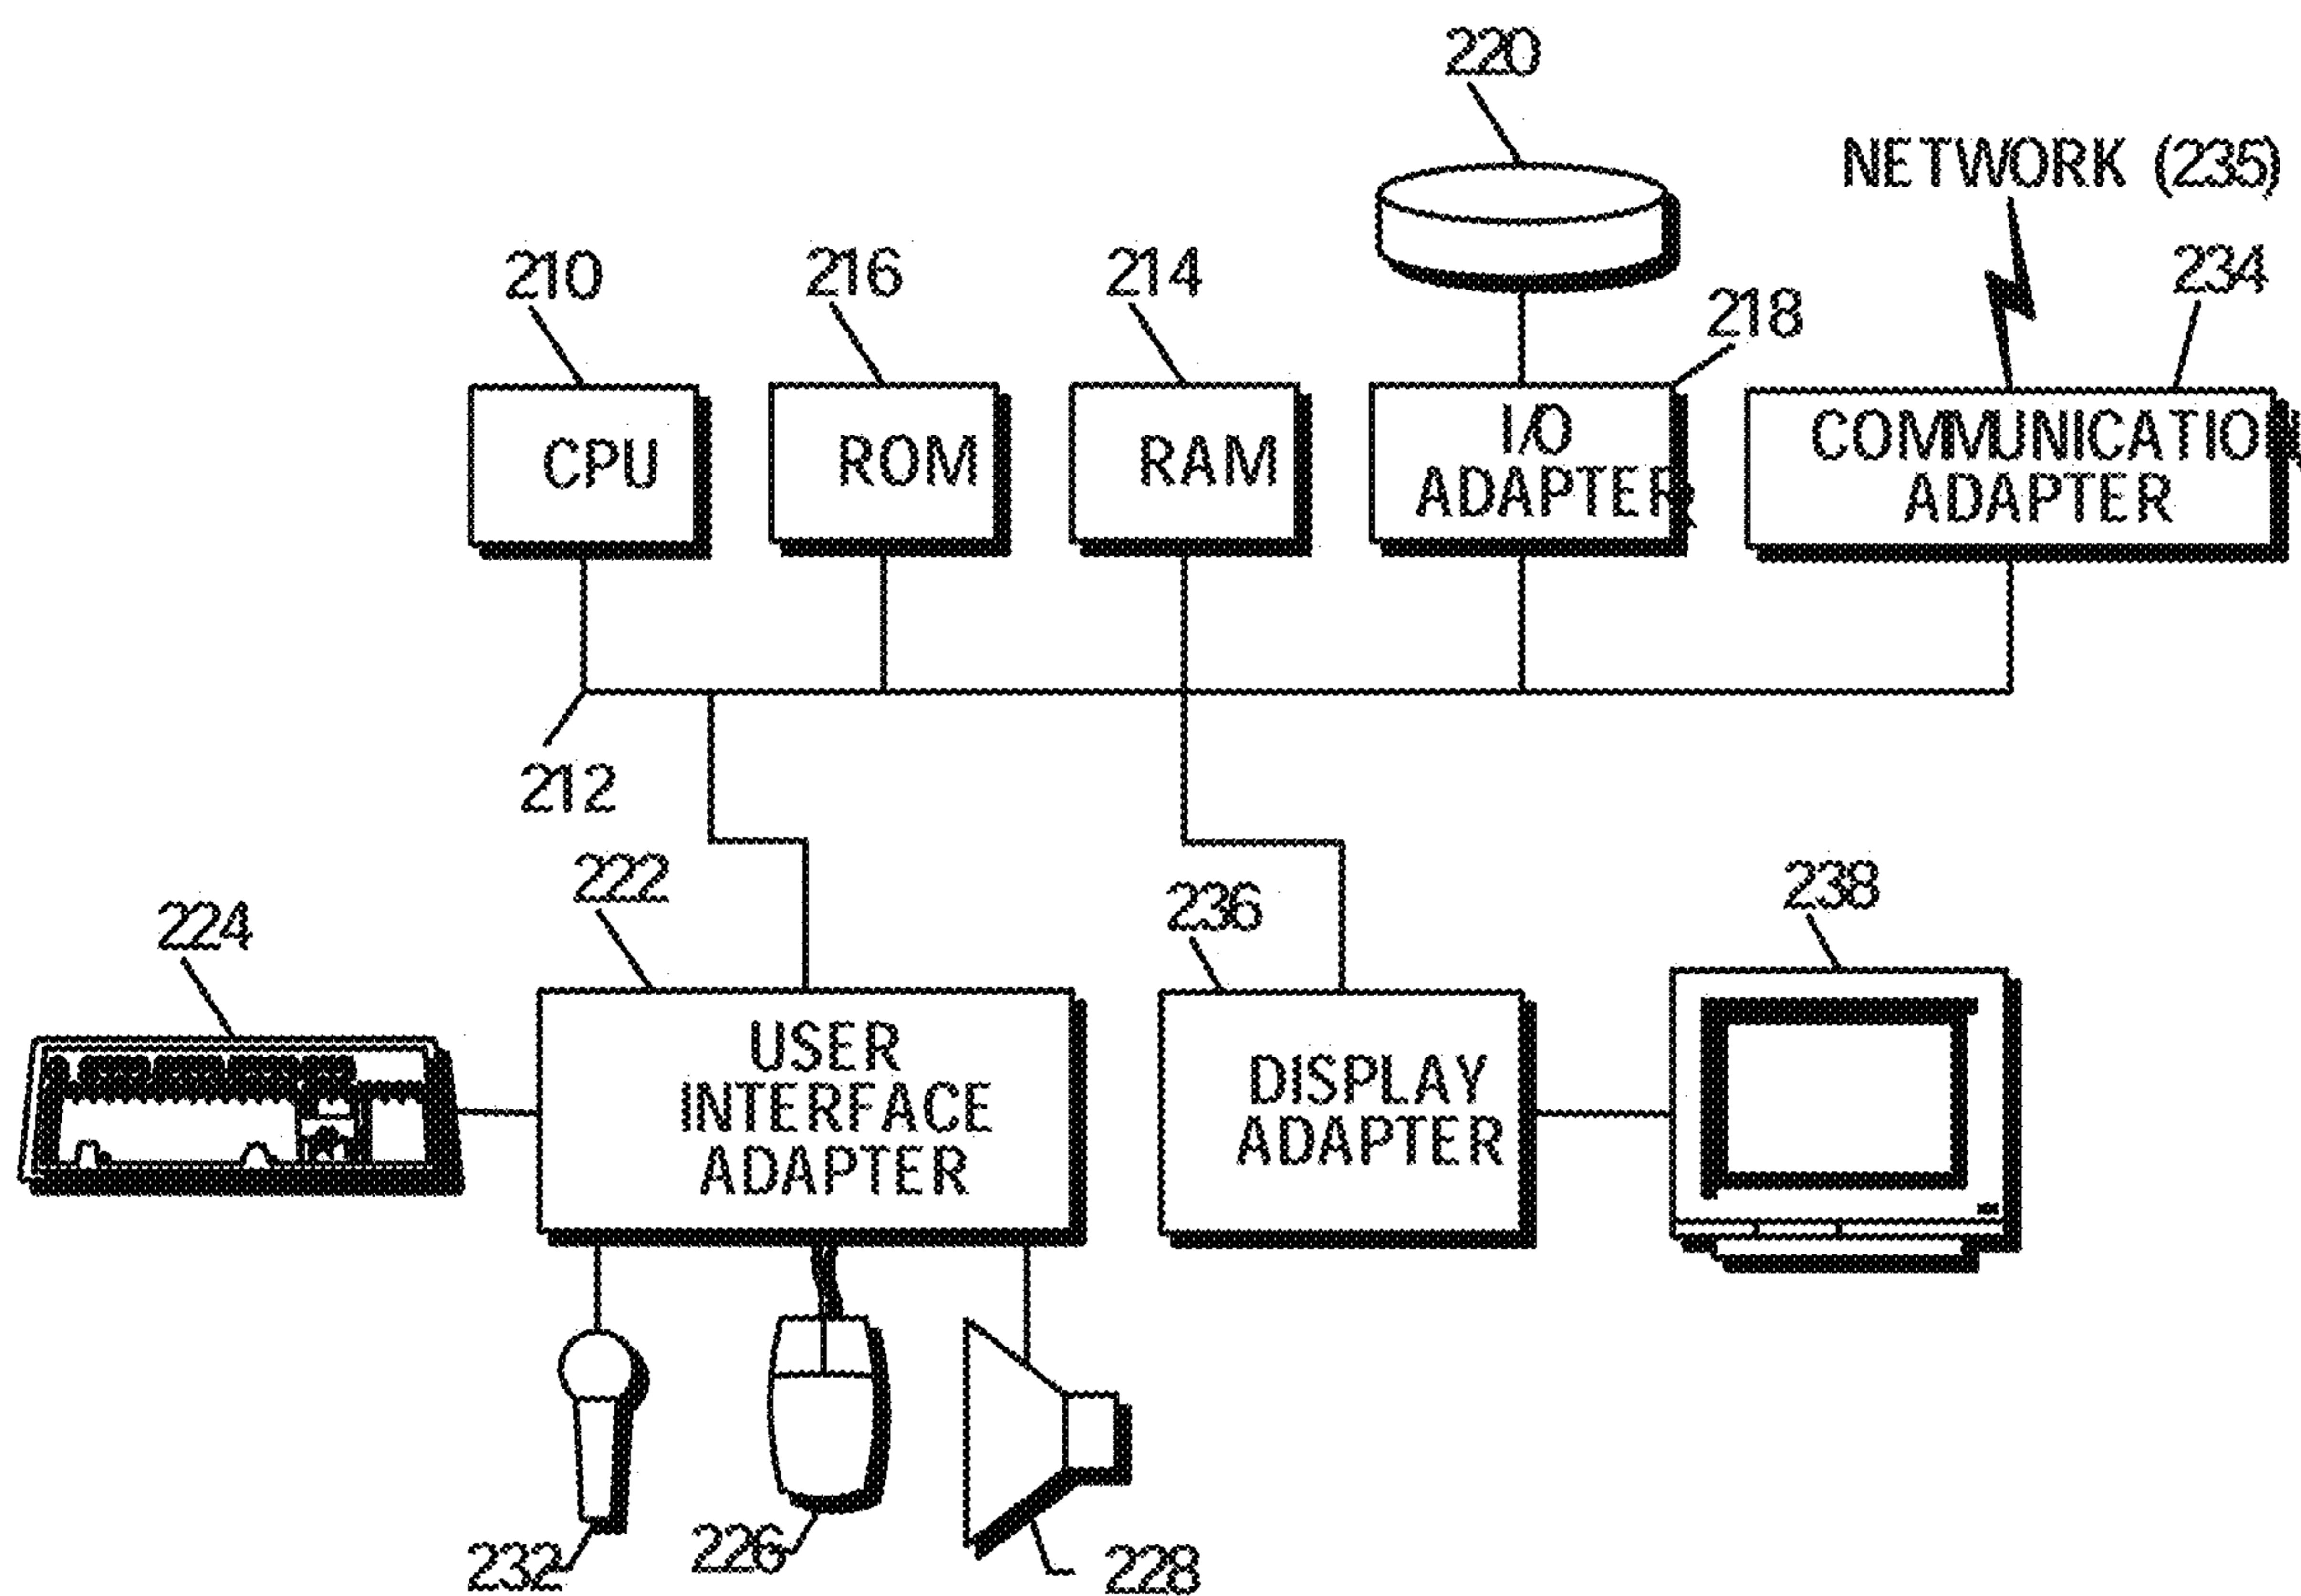 220
NETWORK (235)
210
216
214
218
234
CPU
ROM
RAM
I/O
ADAPTER
COMMUNICATION
ADAPTER
212
222
236
238
224
USER
INTERFACE
ADAPTER
DISPLAY
ADAPTER
232
226
228